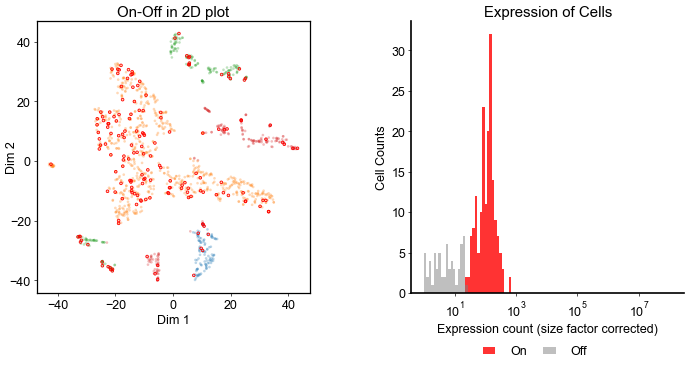 On-Off in 2D plot
40
20
0
−20
−40
Dim 2
−40
−20
0
20
40
Dim 1
Expression of Cells
30
25
20
15
10
5
0
Cell Counts
10^1
10^3
10^5
10^7
Expression count (size factor corrected)
On
Off